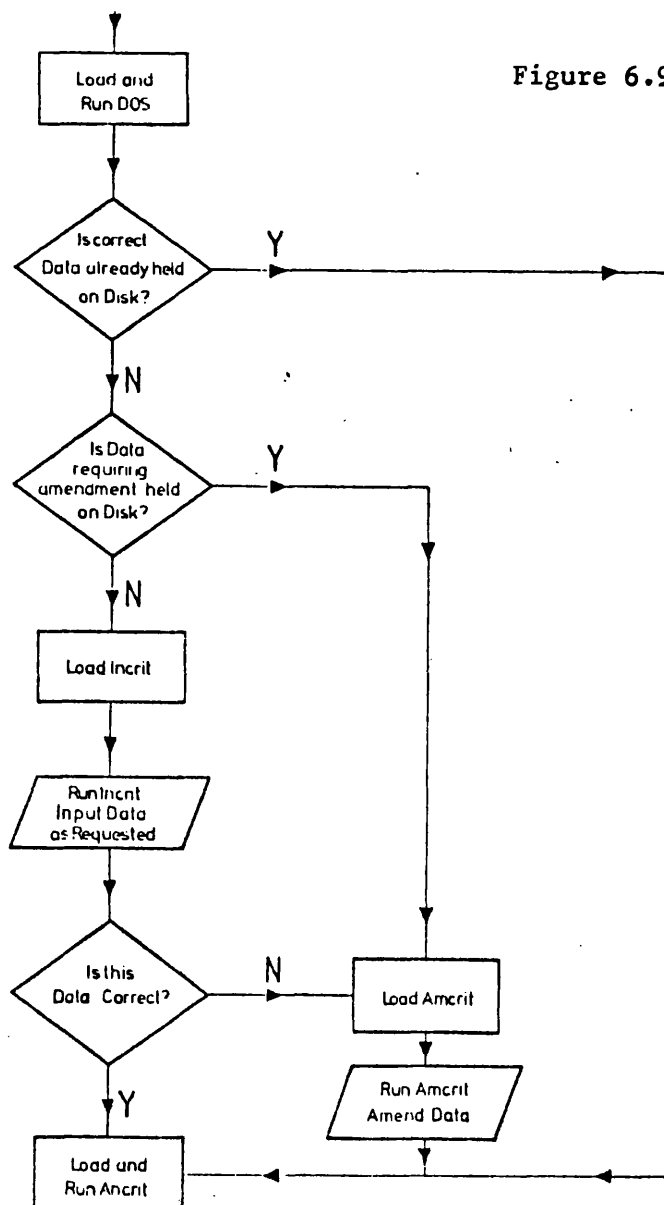 Figure 6.9
Load and
Run DOS
Is correct
Data already held
on Disk?
Y
N
Is Data
requiring
amendment held
on Disk?
Y
N
Load Incrit
Run Incrit
Input Data
as Requested
Is this
Data Correct?
N
Load Amcrit
Run Amcrit
Amend Data
Y
Load and
Run Ancrit